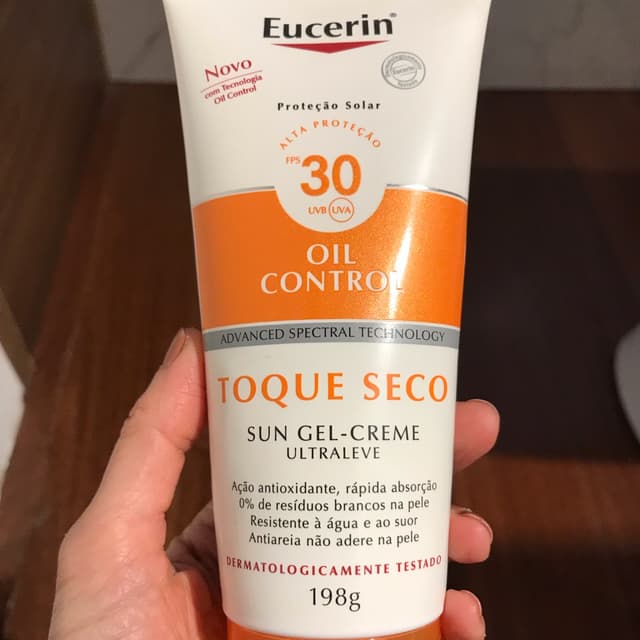 Eucerin®
Novo
com Tecnologia
Oil Control
Eucerin
Proteção Solar
ALTA PROTEÇÃO
FPS 30
UVB UVA
OIL
CONTROL
ADVANCED SPECTRAL TECHNOLOGY
TOQUE SECO
SUN GEL-CREME
ULTRALEVE
Ação antioxidante, rápida absorção
0% de resíduos brancos na pele
Resistente à água e ao suor
Antiareia não adere na pele
DERMATOLOGICAMENTE TESTADO
198g